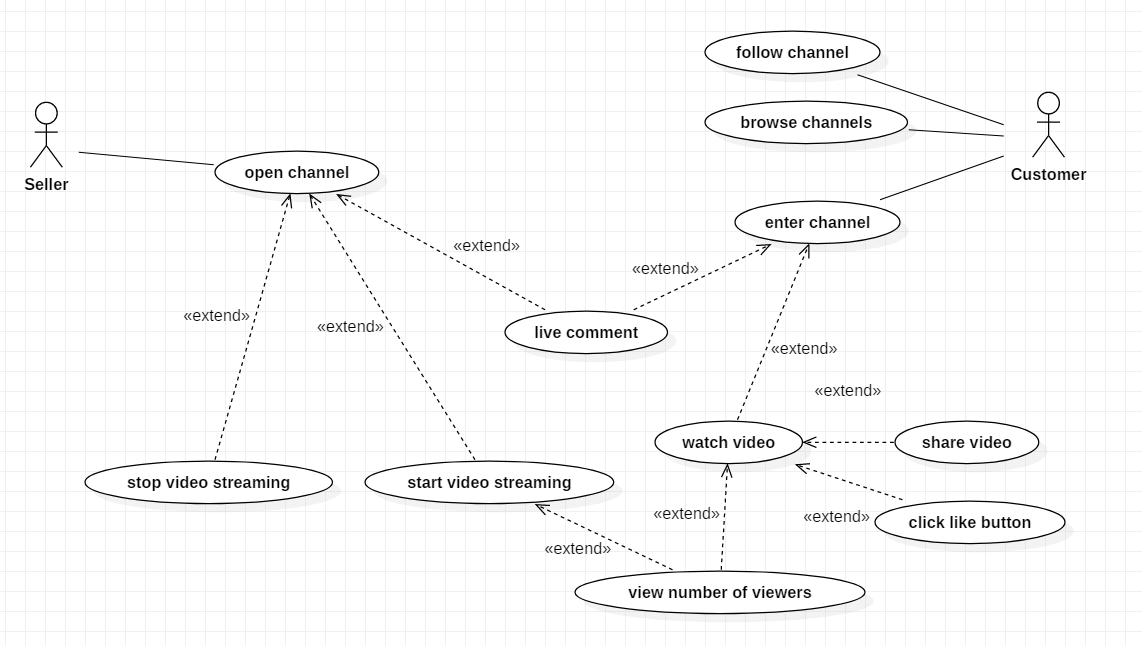 follow channel
browse channels
Seller
open channel
Customer
enter channel
«extend»
«extend»
«extend»
«extend»
live comment
«extend»
«extend»
watch video
share video
stop video streaming
start video streaming
«extend»
«extend»
click like button
«extend»
view number of viewers